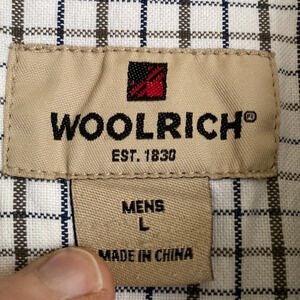 WOOLRICH®
EST. 1830
MENS
L
MADE IN CHINA